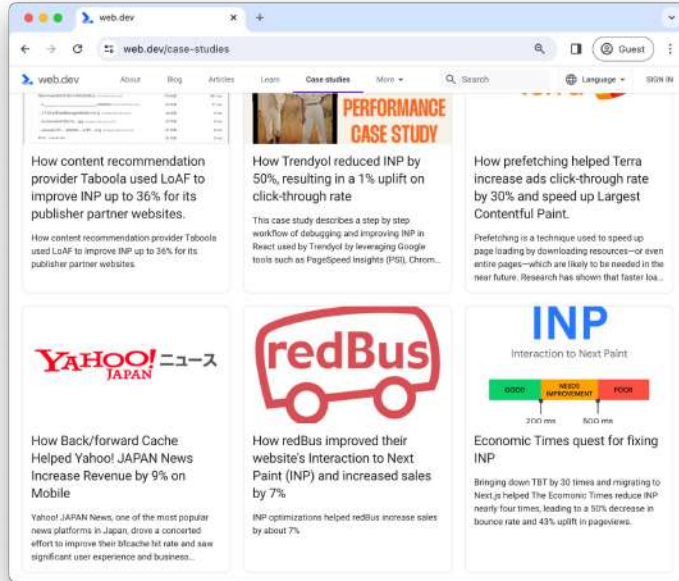 web.dev
web.dev/case-studies
Guest
web.dev
About
Blog
Articles
Learn
Case studies
More
Search
Language
SIGN IN
PERFORMANCE
CASE STUDY
How content recommendation
provider Taboola used LoAF to
improve INP up to 36% for its
publisher partner websites.
How content recommendation provider Taboola
used LoAF to improve INP up to 36% for its
publisher partner websites.
How Trendyol reduced INP by
50%, resulting in a 1% uplift on
click-through rate
This case study describes a step by step
workflow of debugging and improving INP in
React used by Trendyol by leveraging Google
tools such as PageSpeed Insights (PSI), Chrom...
How prefetching helped Terra
increase ads click-through rate
by 30% and speed up Largest
Contentful Paint.
Prefetching is a technique used to speed up
page loading by downloading resources—or even
entire pages—which are likely to be needed in the
near future. Research has shown that faster loa...
YAHOO! ニュース
JAPAN
How Back/forward Cache
Helped Yahoo! JAPAN News
Increase Revenue by 9% on
Mobile
Yahoo! JAPAN News, one of the most popular
news platforms in Japan, drove a concerted
effort to improve their bfcache hit rate and saw
significant user experience and business...
redBus
How redBus improved their
website's Interaction to Next
Paint (INP) and increased sales
by 7%
INP optimizations helped redBus increase sales
by about 7%
INP
Interaction to Next Paint
GOOD
NEEDS
IMPROVEMENT
POOR
200 ms
500 ms
Economic Times quest for fixing
INP
Bringing down TBT by 30 times and migrating to
Next.js helped The Ecomonic Times reduce INP
nearly four times, leading to a 50% decrease in
bounce rate and 43% uplift in pageviews.